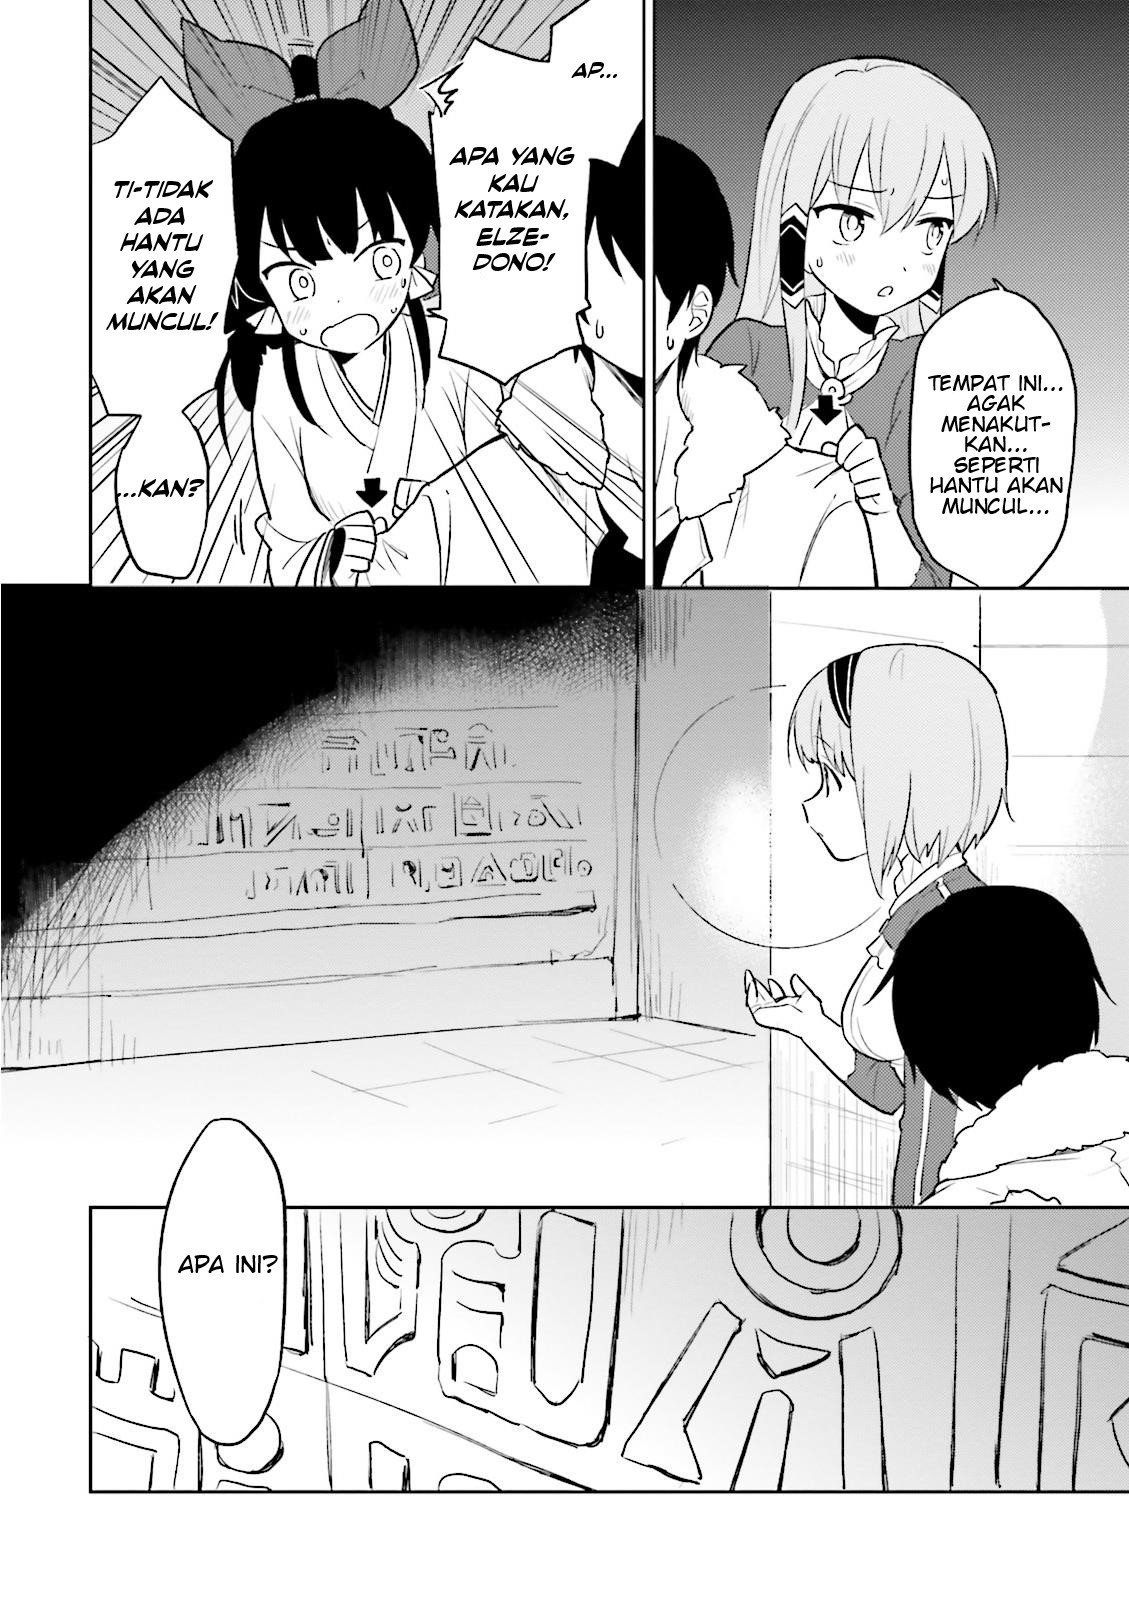 TEMPAT INI...
AGAK
MENAKUT-
KAN...
SEPERTI
HANTU AKAN
MUNCUL...
AP...
APA YANG
KAU
KATAKAN,
ELZE-
DONO!
TI-TIDAK
ADA
HANTU
YANG
AKAN
MUNCUL!
...KAN?
APA INI?